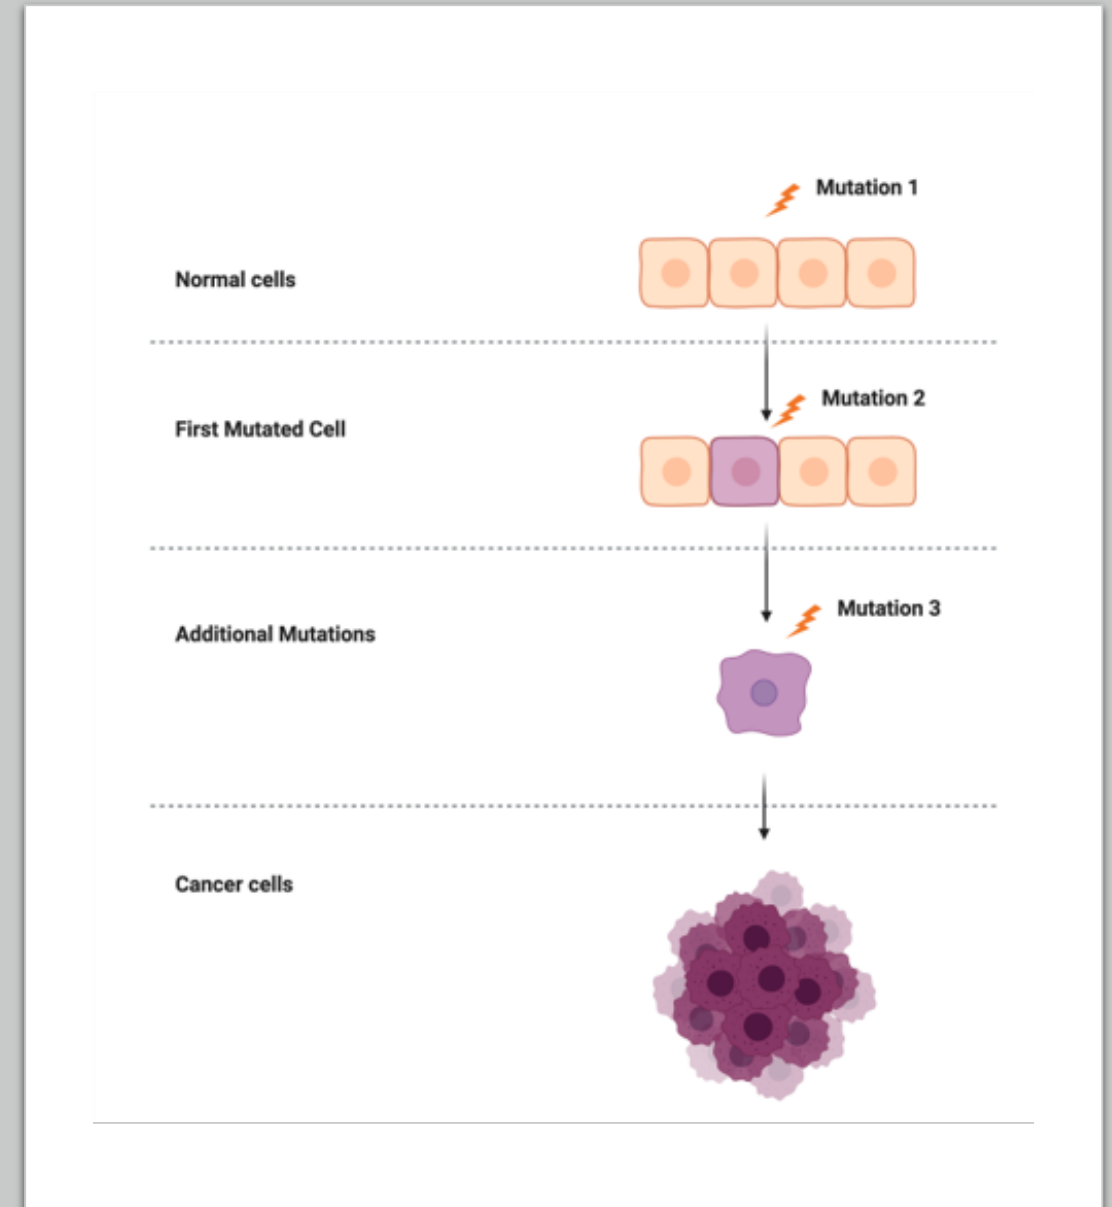 Mutation 1
Normal cells
Mutation 2
First Mutated Cell
Mutation 3
Additional Mutations
Cancer cells